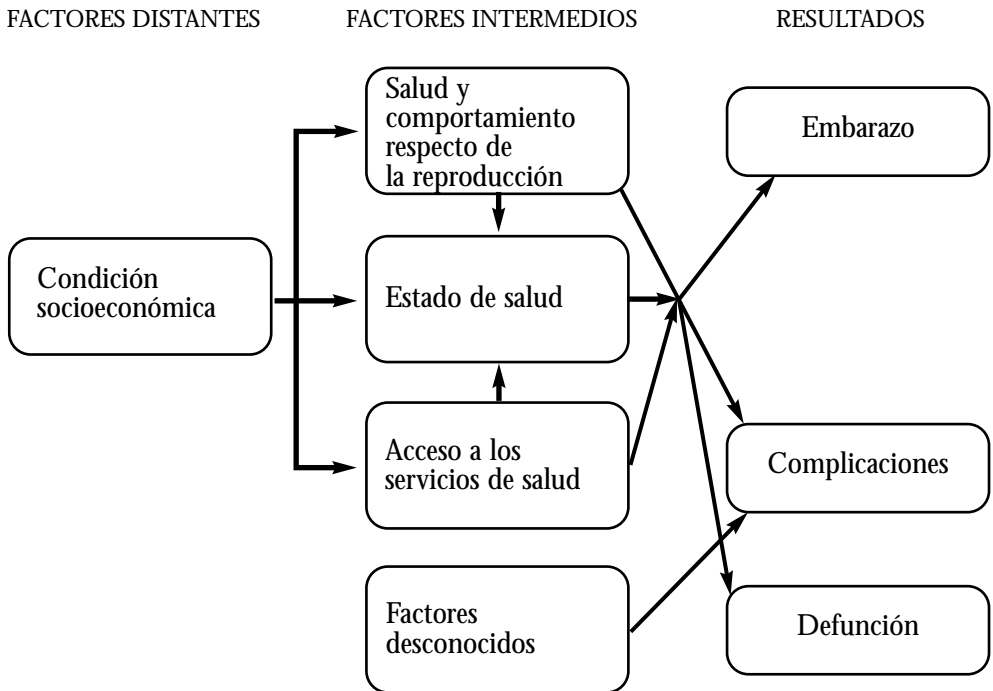 FACTORES DISTANTES
FACTORES INTERMEDIOS
RESULTADOS
Condición
socioeconómica
Salud y
comportamiento
respecto de
la reproducción
Estado de salud
Acceso a los
servicios de salud
Factores
desconocidos
Embarazo
Complicaciones
Defunción